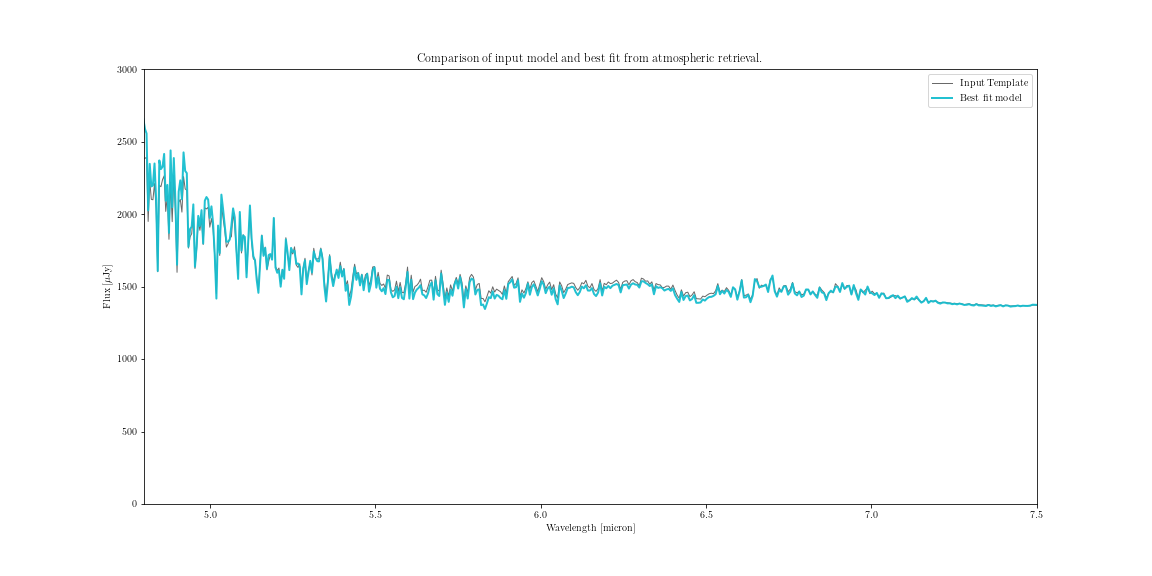 Comparison of input model and best fit from atmospheric retrieval.
Input Template
Best fit model
Flux [μJy]
3000
2500
2000
1500
1000
500
0
5.0 5.5 6.0 6.5 7.0 7.5
Wavelength [micron]